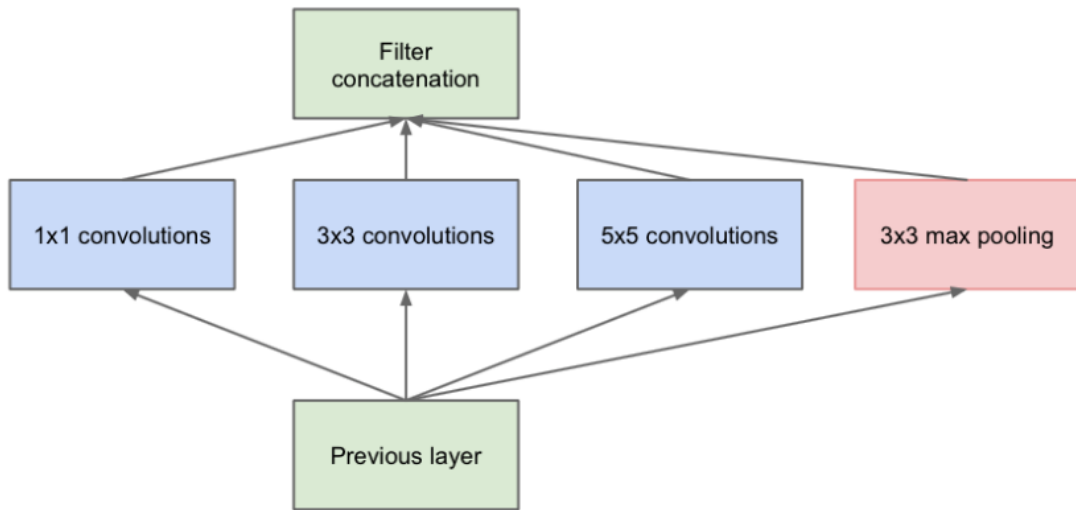 Filter
concatenation
1x1 convolutions
3x3 convolutions
5x5 convolutions
3x3 max pooling
Previous layer